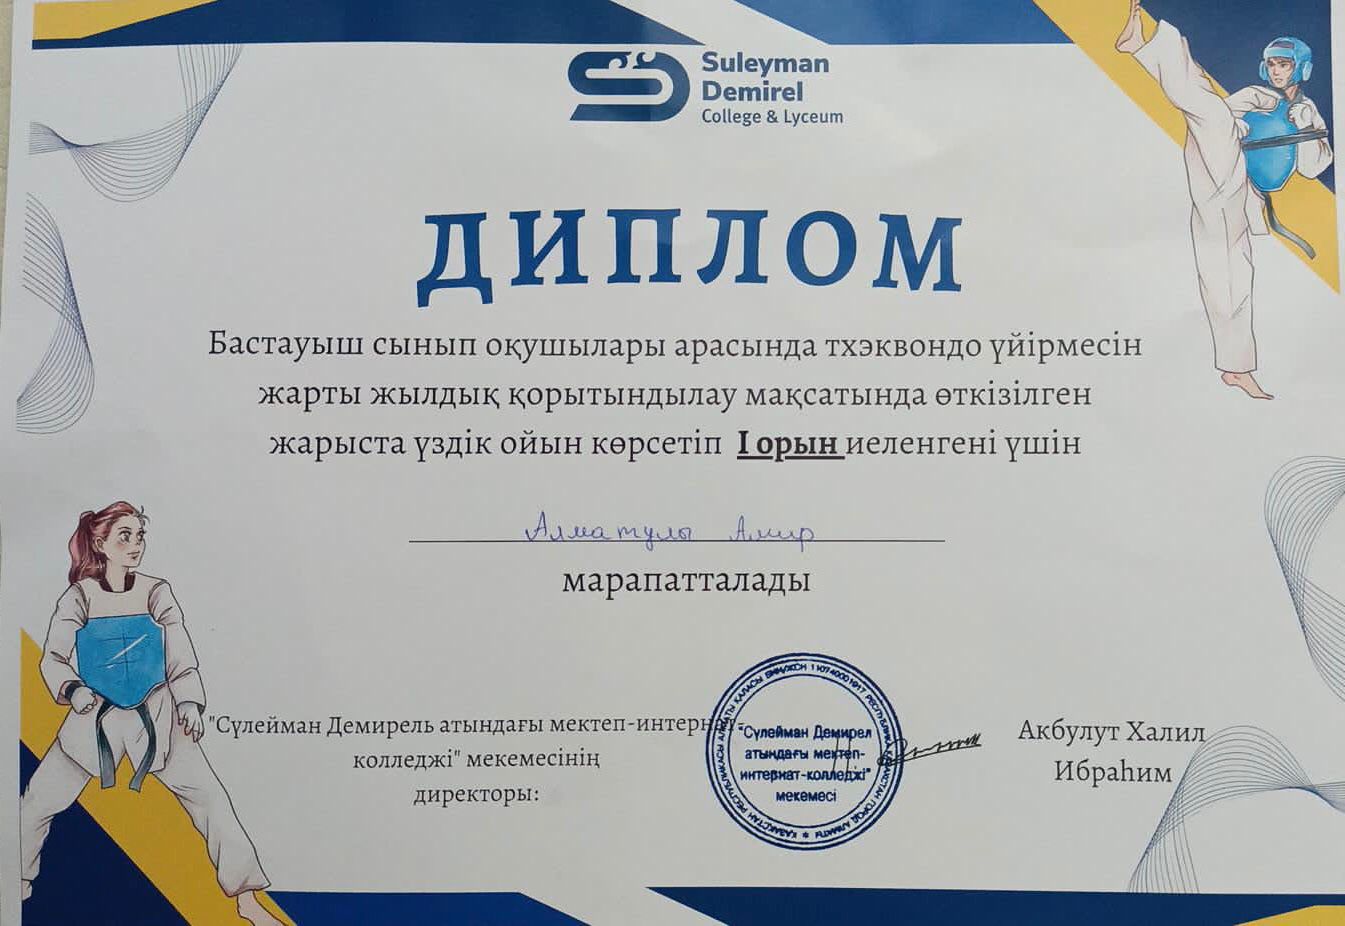 Suleyman
Demirel
College & Lyceum
ДИПЛОМ
Бастауыш сынып оқушылары арасында тхэквондо үйірмесін
жарты жылдық қорытындылау мақсатында өткізілген
жарыста үздік ойын көрсетіп I орын иеленгені үшін
Алматулы Амир
марапатталады
"Сүлейман Демирель атындағы мектеп-интернат-
колледжі" мекемесінің
директоры:
"Сүлейман Демирел
атындағы мектеп-
интернат-колледжі"
мекемесі
Акбулут Халил
Ибраһим